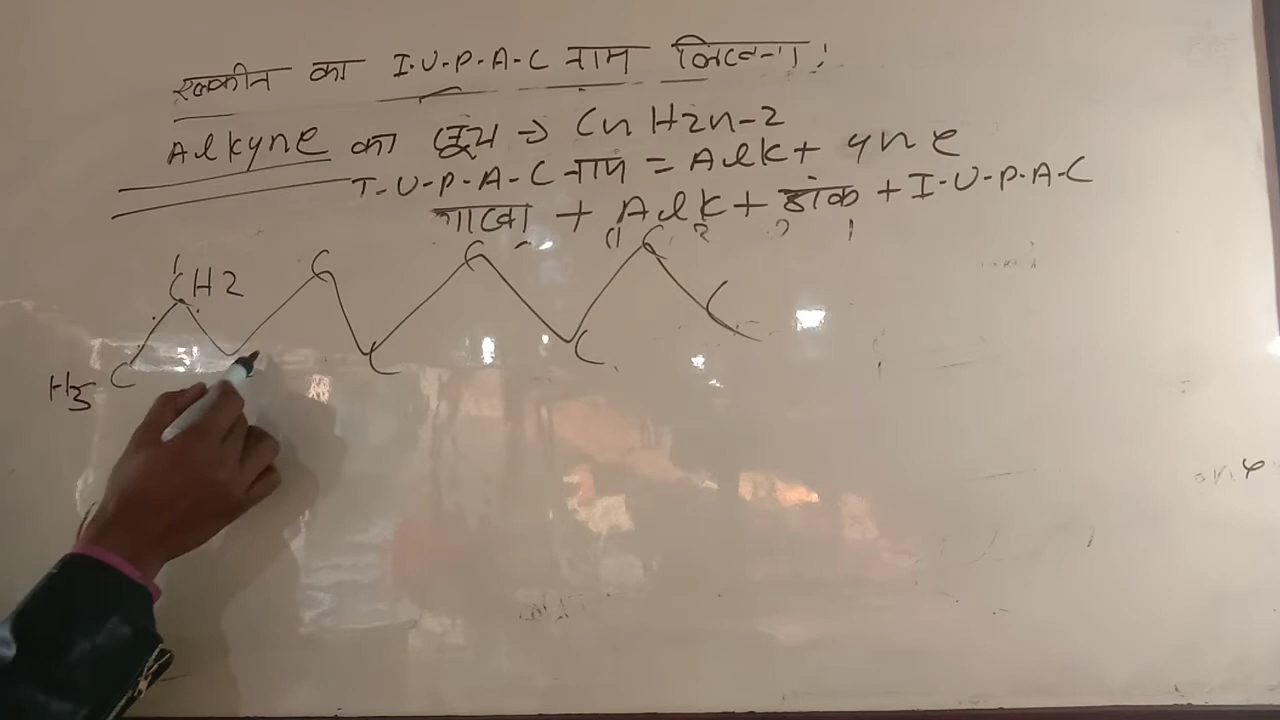 एल्कीन का I.U.P.A.C नाम लिखना!
Alkyne का सूत्र → CnH2n-2
I-U-P-A-C नाम = Alk + yne
शाखा + Alk + अंक + I-U-P-A-C
CH2 C C C
H3 C C C C